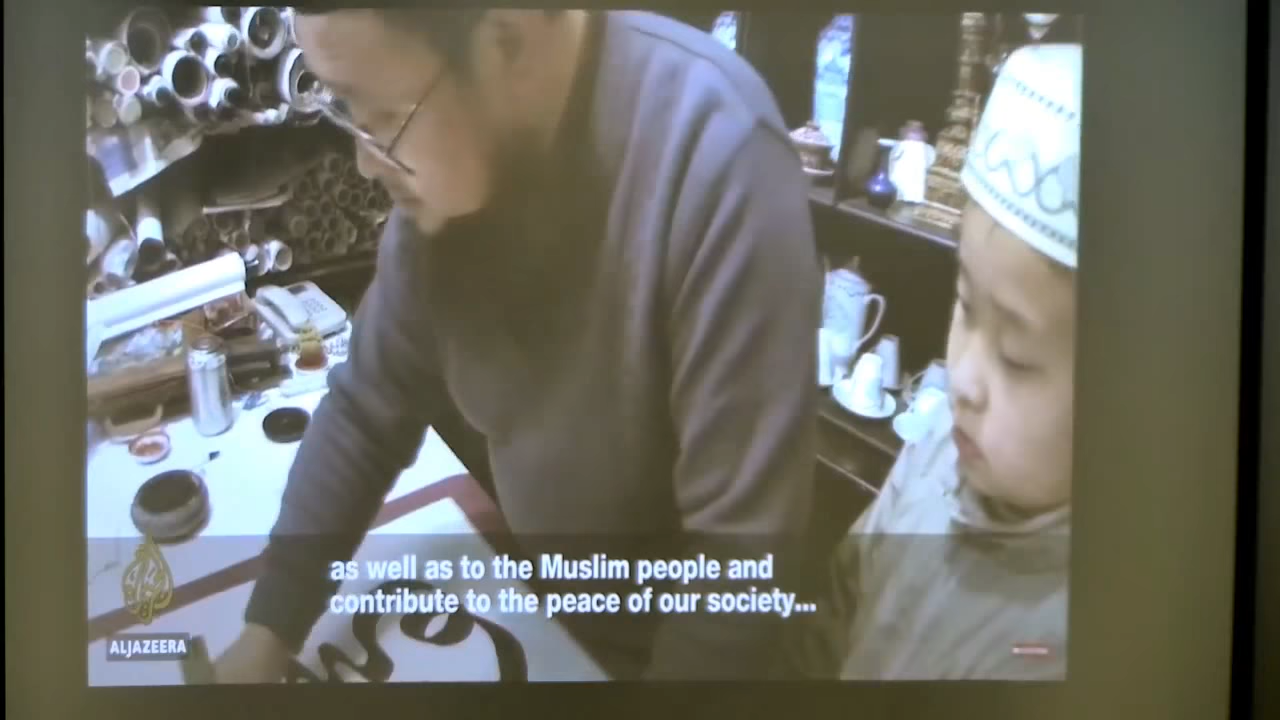 as well as to the Muslim people and
contribute to the peace of our society...
ALJAZEERA